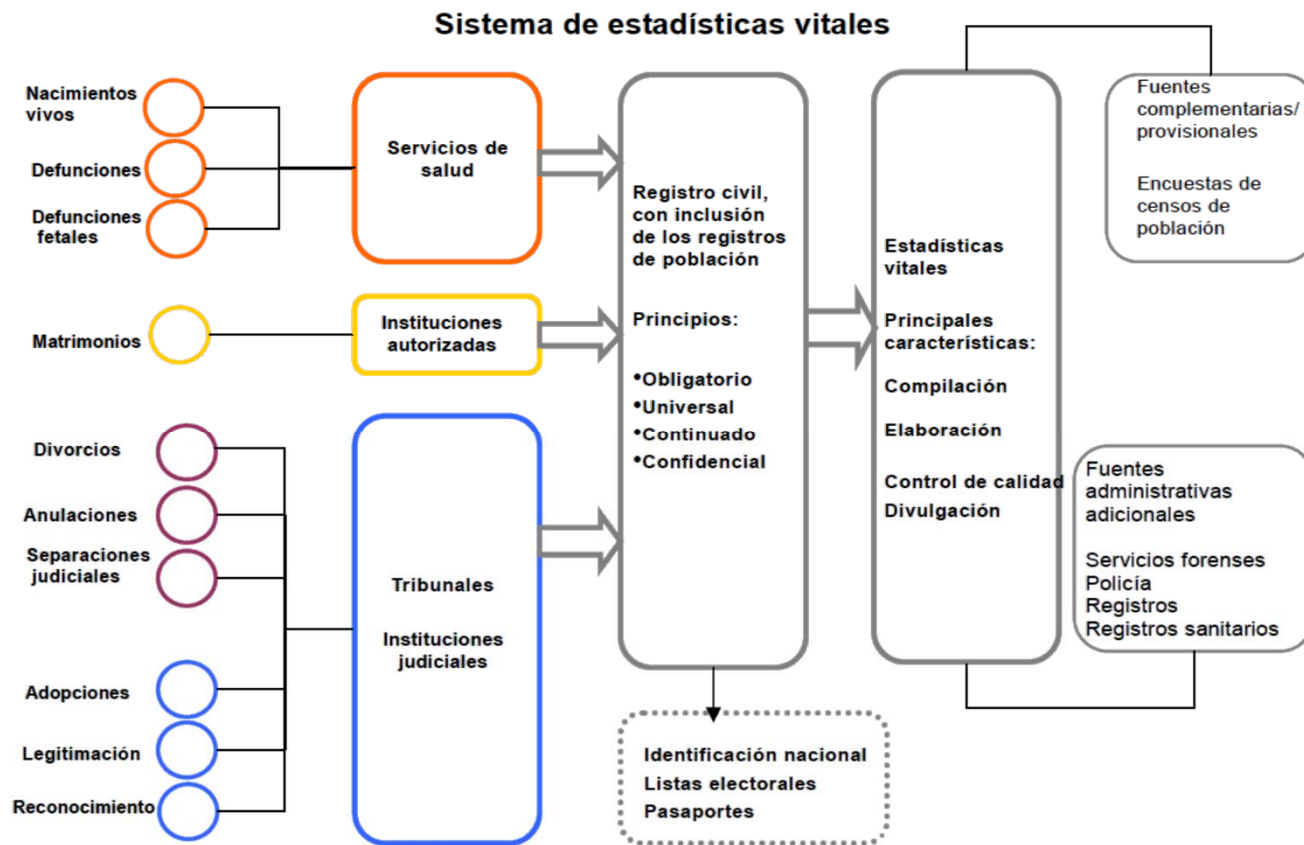 Sistema de estadísticas vitales
Nacimientos
vivos
Defunciones
Defunciones
fetales
Matrimonios
Divorcios
Anulaciones
Separaciones
judiciales
Adopciones
Legitimación
Reconocimiento
Servicios de
salud
Instituciones
autorizadas
Tribunales
Instituciones
judiciales
Registro civil,
con inclusión
de los registros
de población
Principios:
•Obligatorio
•Universal
•Continuado
•Confidencial
Identificación nacional
Listas electorales
Pasaportes
Estadísticas
vitales
Principales
características:
Compilación
Elaboración
Control de calidad
Divulgación
Fuentes
complementarias/
provisionales
Encuestas de
censos de
población
Fuentes
administrativas
adicionales
Servicios forenses
Policía
Registros
Registros sanitarios